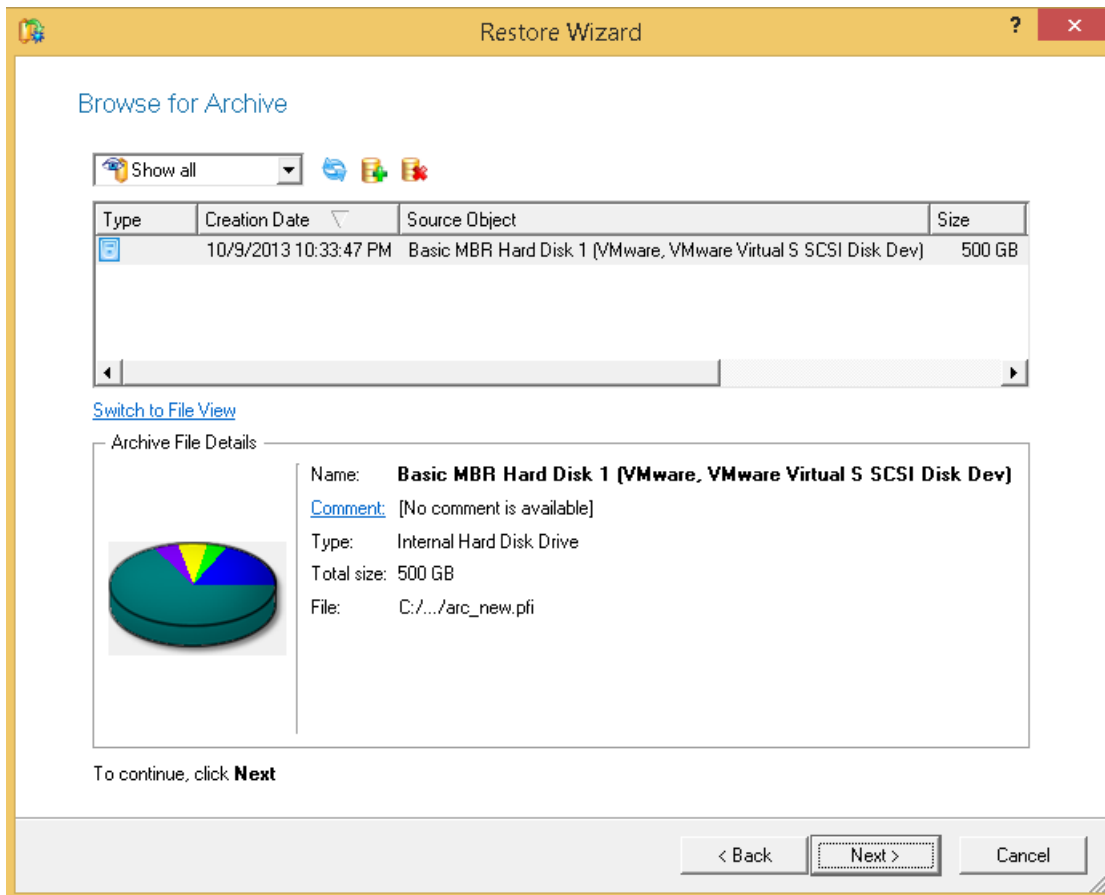 Restore Wizard
?
Browse for Archive
Show all
Type Creation Date Source Object Size
10/9/2013 10:33:47 PM Basic MBR Hard Disk 1 (VMware, VMware Virtual S SCSI Disk Dev) 500 GB
Switch to File View
Archive File Details
Name: Basic MBR Hard Disk 1 (VMware, VMware Virtual S SCSI Disk Dev)
Comment: [No comment is available]
Type: Internal Hard Disk Drive
Total size: 500 GB
File: C:/.../arc_new.pfi
To continue, click Next
< Back Next > Cancel